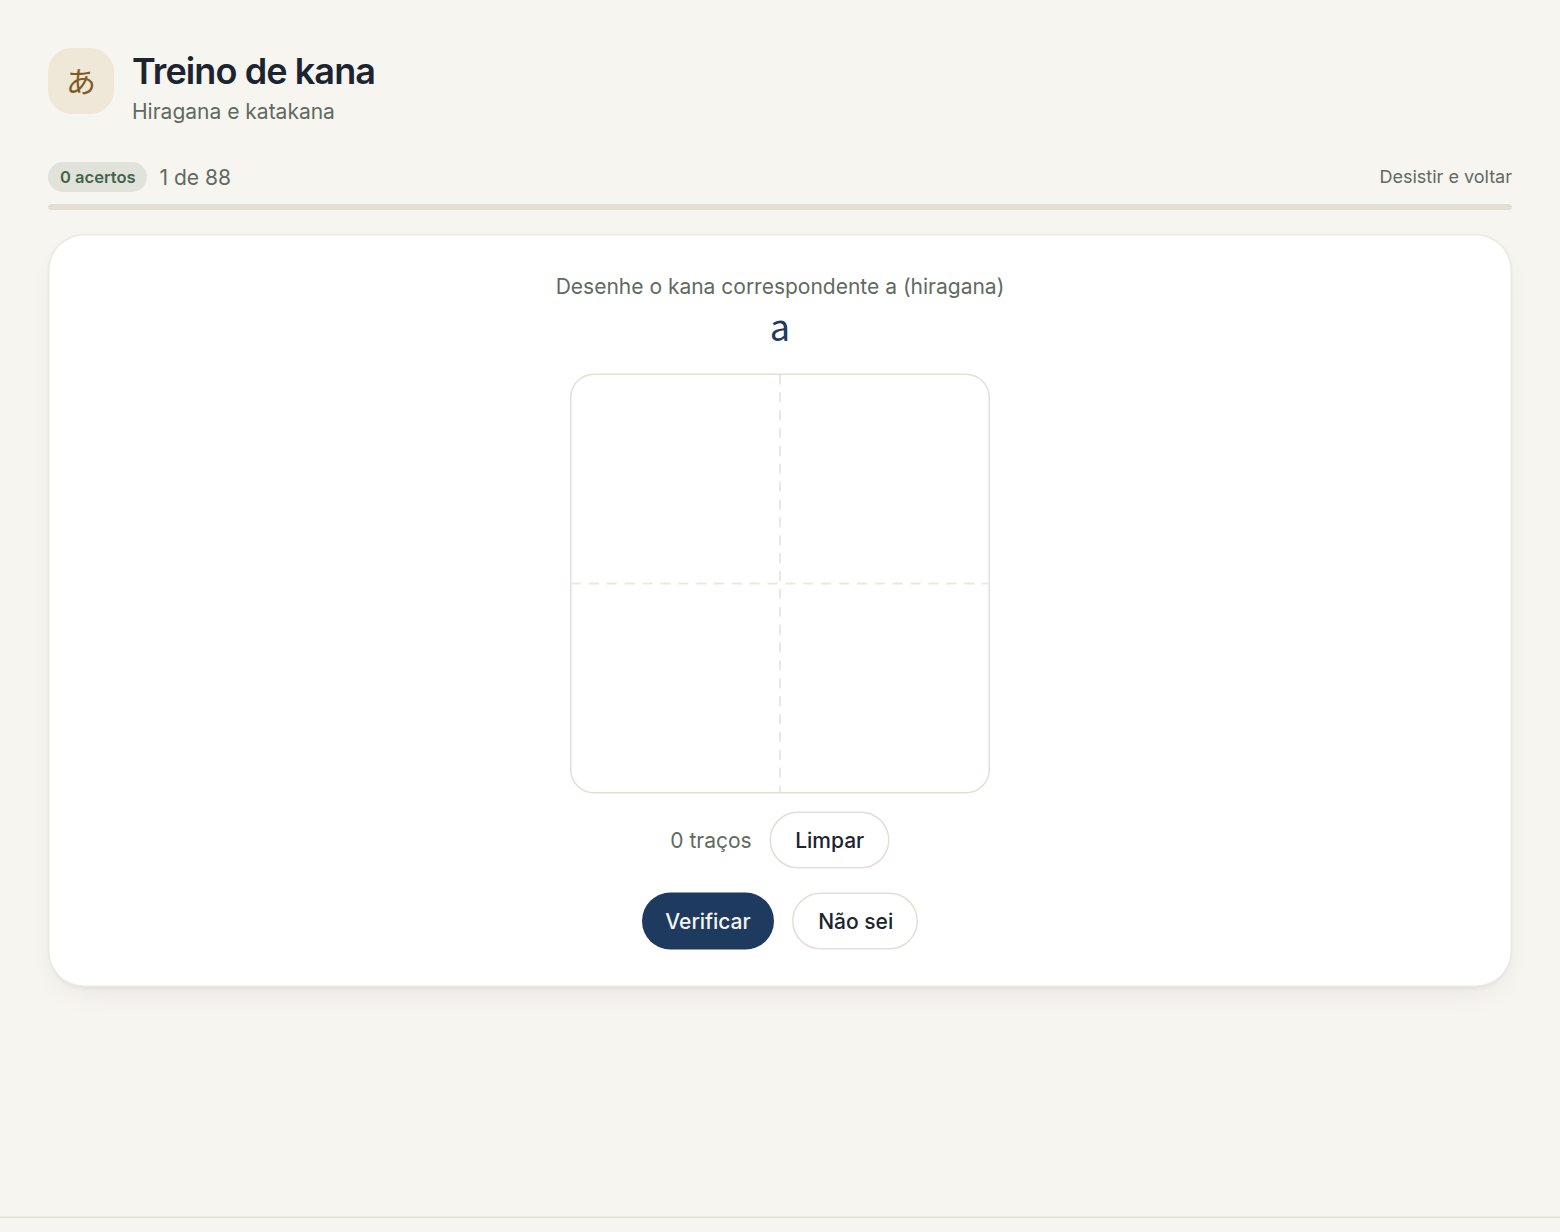 あ
Treino de kana
Hiragana e katakana
0 acertos 1 de 88
Desistir e voltar
Desenhe o kana correspondente a (hiragana)
a
0 traços Limpar
Verificar Não sei